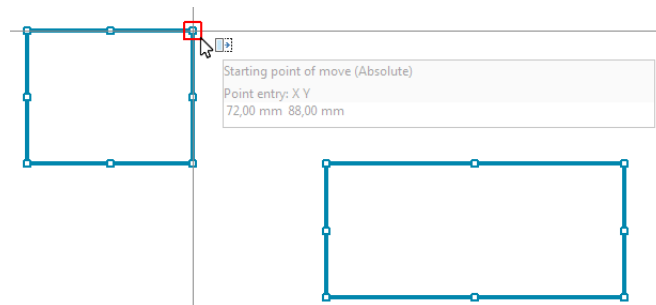 Starting point of move (Absolute)
Point entry: X Y
72,00 mm 88,00 mm